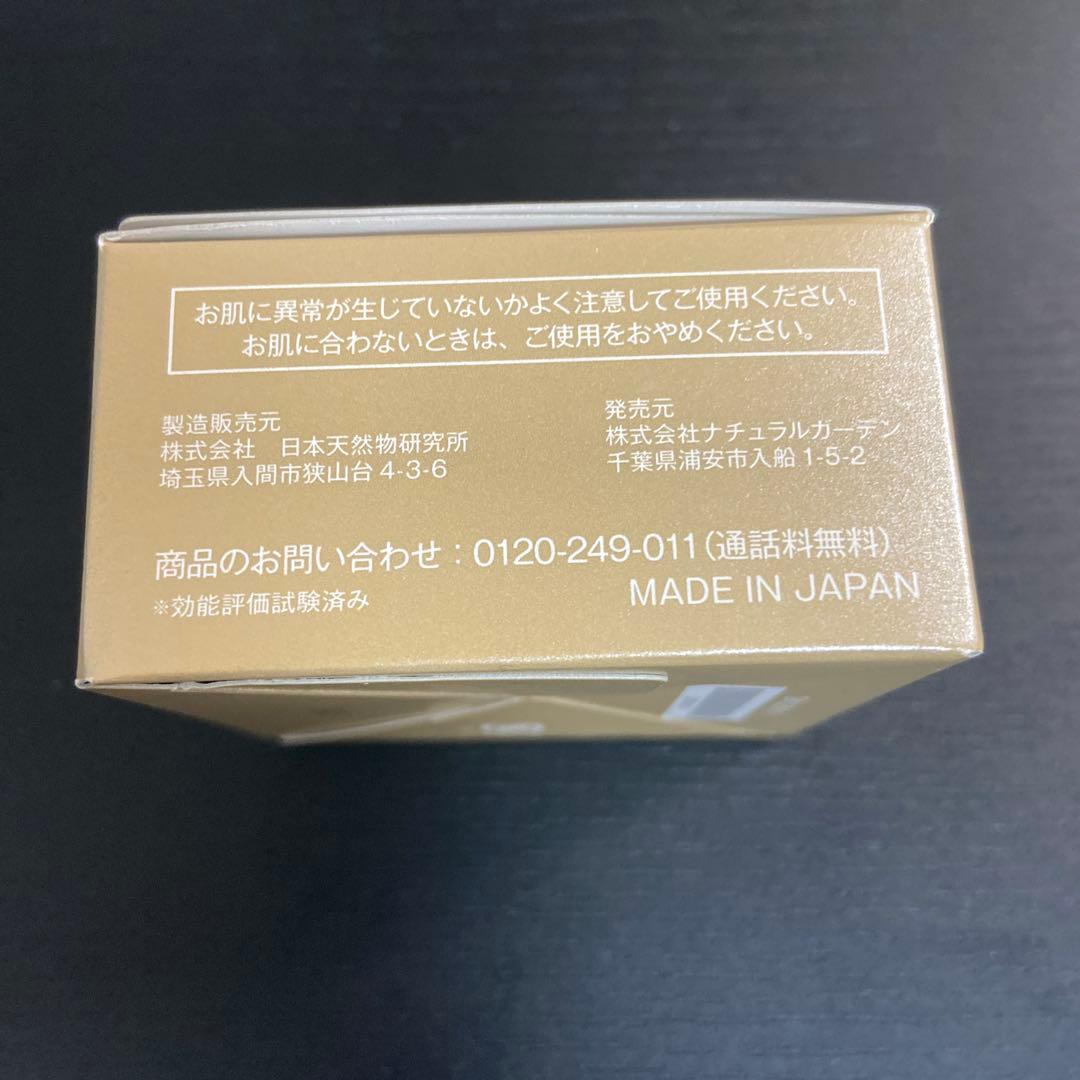 お肌に異常が生じていないかよく注意してご使用ください。
お肌に合わないときは、ご使用をおやめください。
製造販売元
株式会社　日本天然物研究所
埼玉県入間市狭山台 4-3-6
発売元
株式会社ナチュラルガーデン
千葉県浦安市入船 1-5-2
商品のお問い合わせ：0120-249-011（通話料無料）
※効能評価試験済み
MADE IN JAPAN